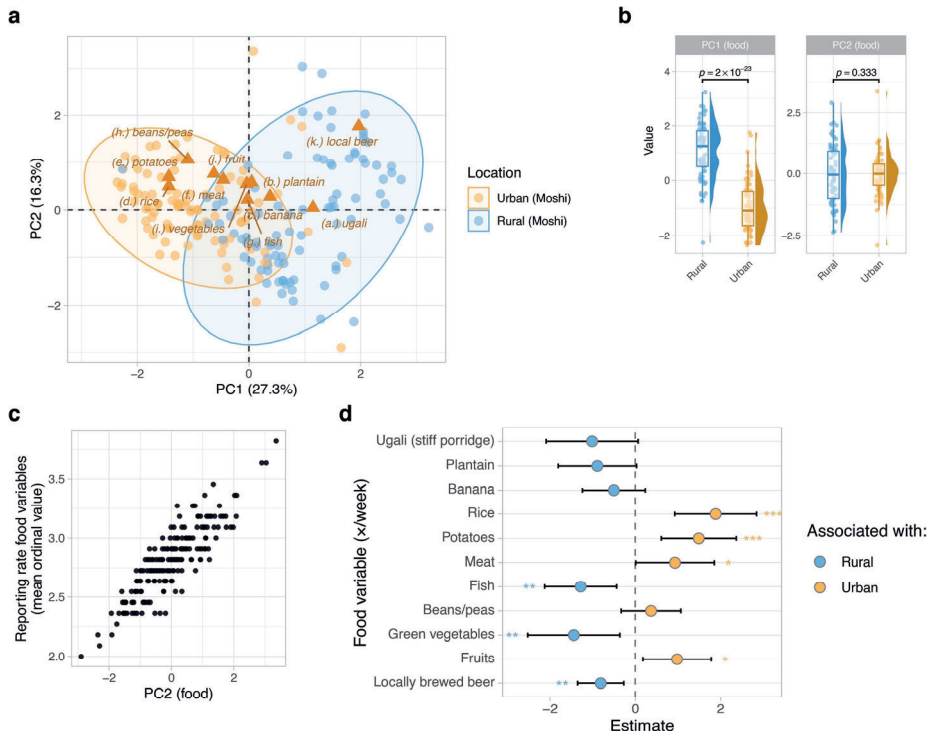 a
PC2 (16.3%)
2
0
−2
(h.) beans/peas
(e.) potatoes
(j.) fruit
(k.) local beer
(f.) meat
(b.) plantain
(d.) rice
(c.) banana
(i.) vegetables
(a.) ugali
(g.) fish
−2
0
2
PC1 (27.3%)
Location
Urban (Moshi)
Rural (Moshi)
b
PC1 (food)
PC2 (food)
p = 2×10⁻²³
p = 0.333
Value
4
2
0
−2
2.5
0.0
−2.5
Rural
Urban
Rural
Urban
c
Reporting rate food variables
(mean ordinal value)
3.5
3.0
2.5
2.0
−2
0
2
PC2 (food)
d
Food variable (×/week)
Ugali (stiff porridge)
Plantain
Banana
Rice
***
Potatoes
***
Meat
*
Fish
**
Beans/peas
Green vegetables
**
Fruits
*
Locally brewed beer
**
−2
0
2
Estimate
Associated with:
Rural
Urban